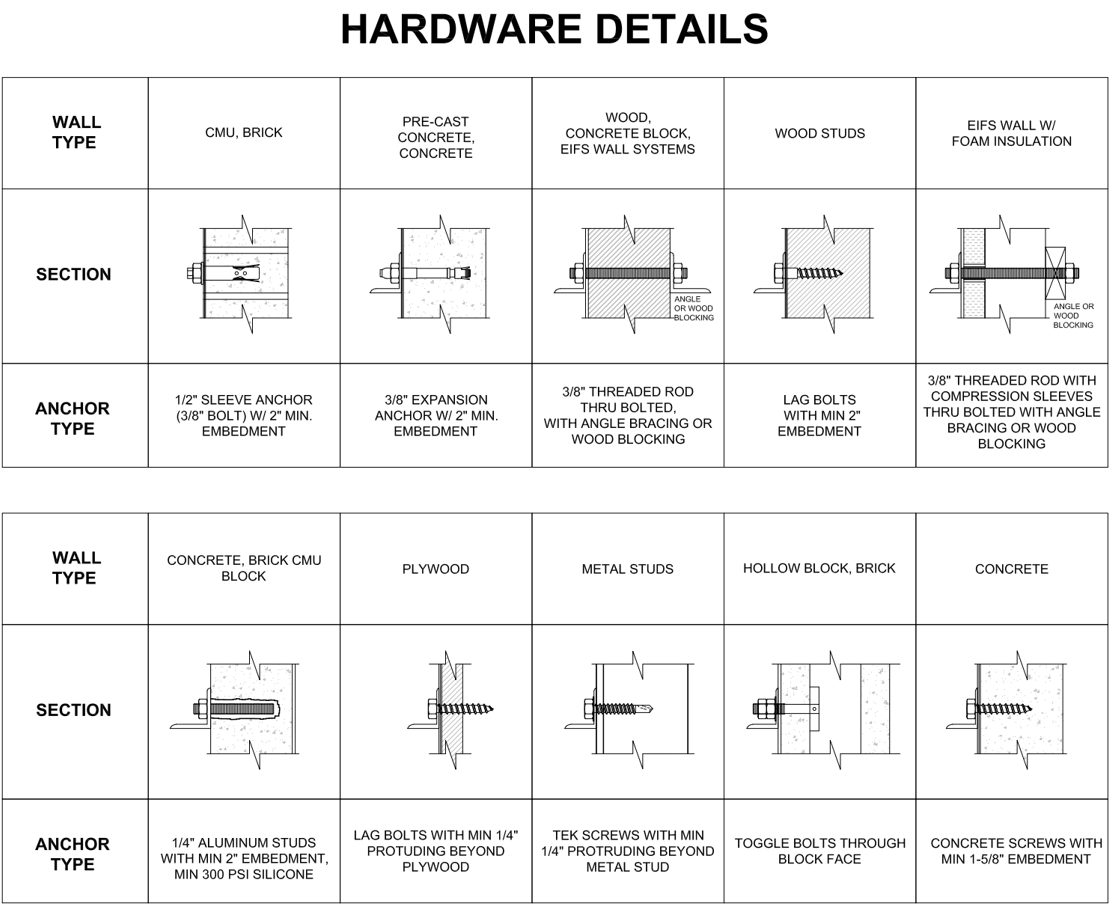 HARDWARE DETAILS
WALL
TYPE
CMU, BRICK
PRE-CAST
CONCRETE,
CONCRETE
WOOD,
CONCRETE BLOCK,
EIFS WALL SYSTEMS
WOOD STUDS
EIFS WALL W/
FOAM INSULATION
SECTION
ANGLE
OR WOOD
BLOCKING
ANGLE OR
WOOD
BLOCKING
ANCHOR
TYPE
1/2" SLEEVE ANCHOR
(3/8" BOLT) W/ 2" MIN.
EMBEDMENT
3/8" EXPANSION
ANCHOR W/ 2" MIN.
EMBEDMENT
3/8" THREADED ROD
THRU BOLTED,
WITH ANGLE BRACING OR
WOOD BLOCKING
LAG BOLTS
WITH MIN 2"
EMBEDMENT
3/8" THREADED ROD WITH
COMPRESSION SLEEVES
THRU BOLTED WITH ANGLE
BRACING OR WOOD
BLOCKING
WALL
TYPE
CONCRETE, BRICK CMU
BLOCK
PLYWOOD
METAL STUDS
HOLLOW BLOCK, BRICK
CONCRETE
SECTION
ANCHOR
TYPE
1/4" ALUMINUM STUDS
WITH MIN 2" EMBEDMENT,
MIN 300 PSI SILICONE
LAG BOLTS WITH MIN 1/4"
PROTUDING BEYOND
PLYWOOD
TEK SCREWS WITH MIN
1/4" PROTRUDING BEYOND
METAL STUD
TOGGLE BOLTS THROUGH
BLOCK FACE
CONCRETE SCREWS WITH
MIN 1-5/8" EMBEDMENT